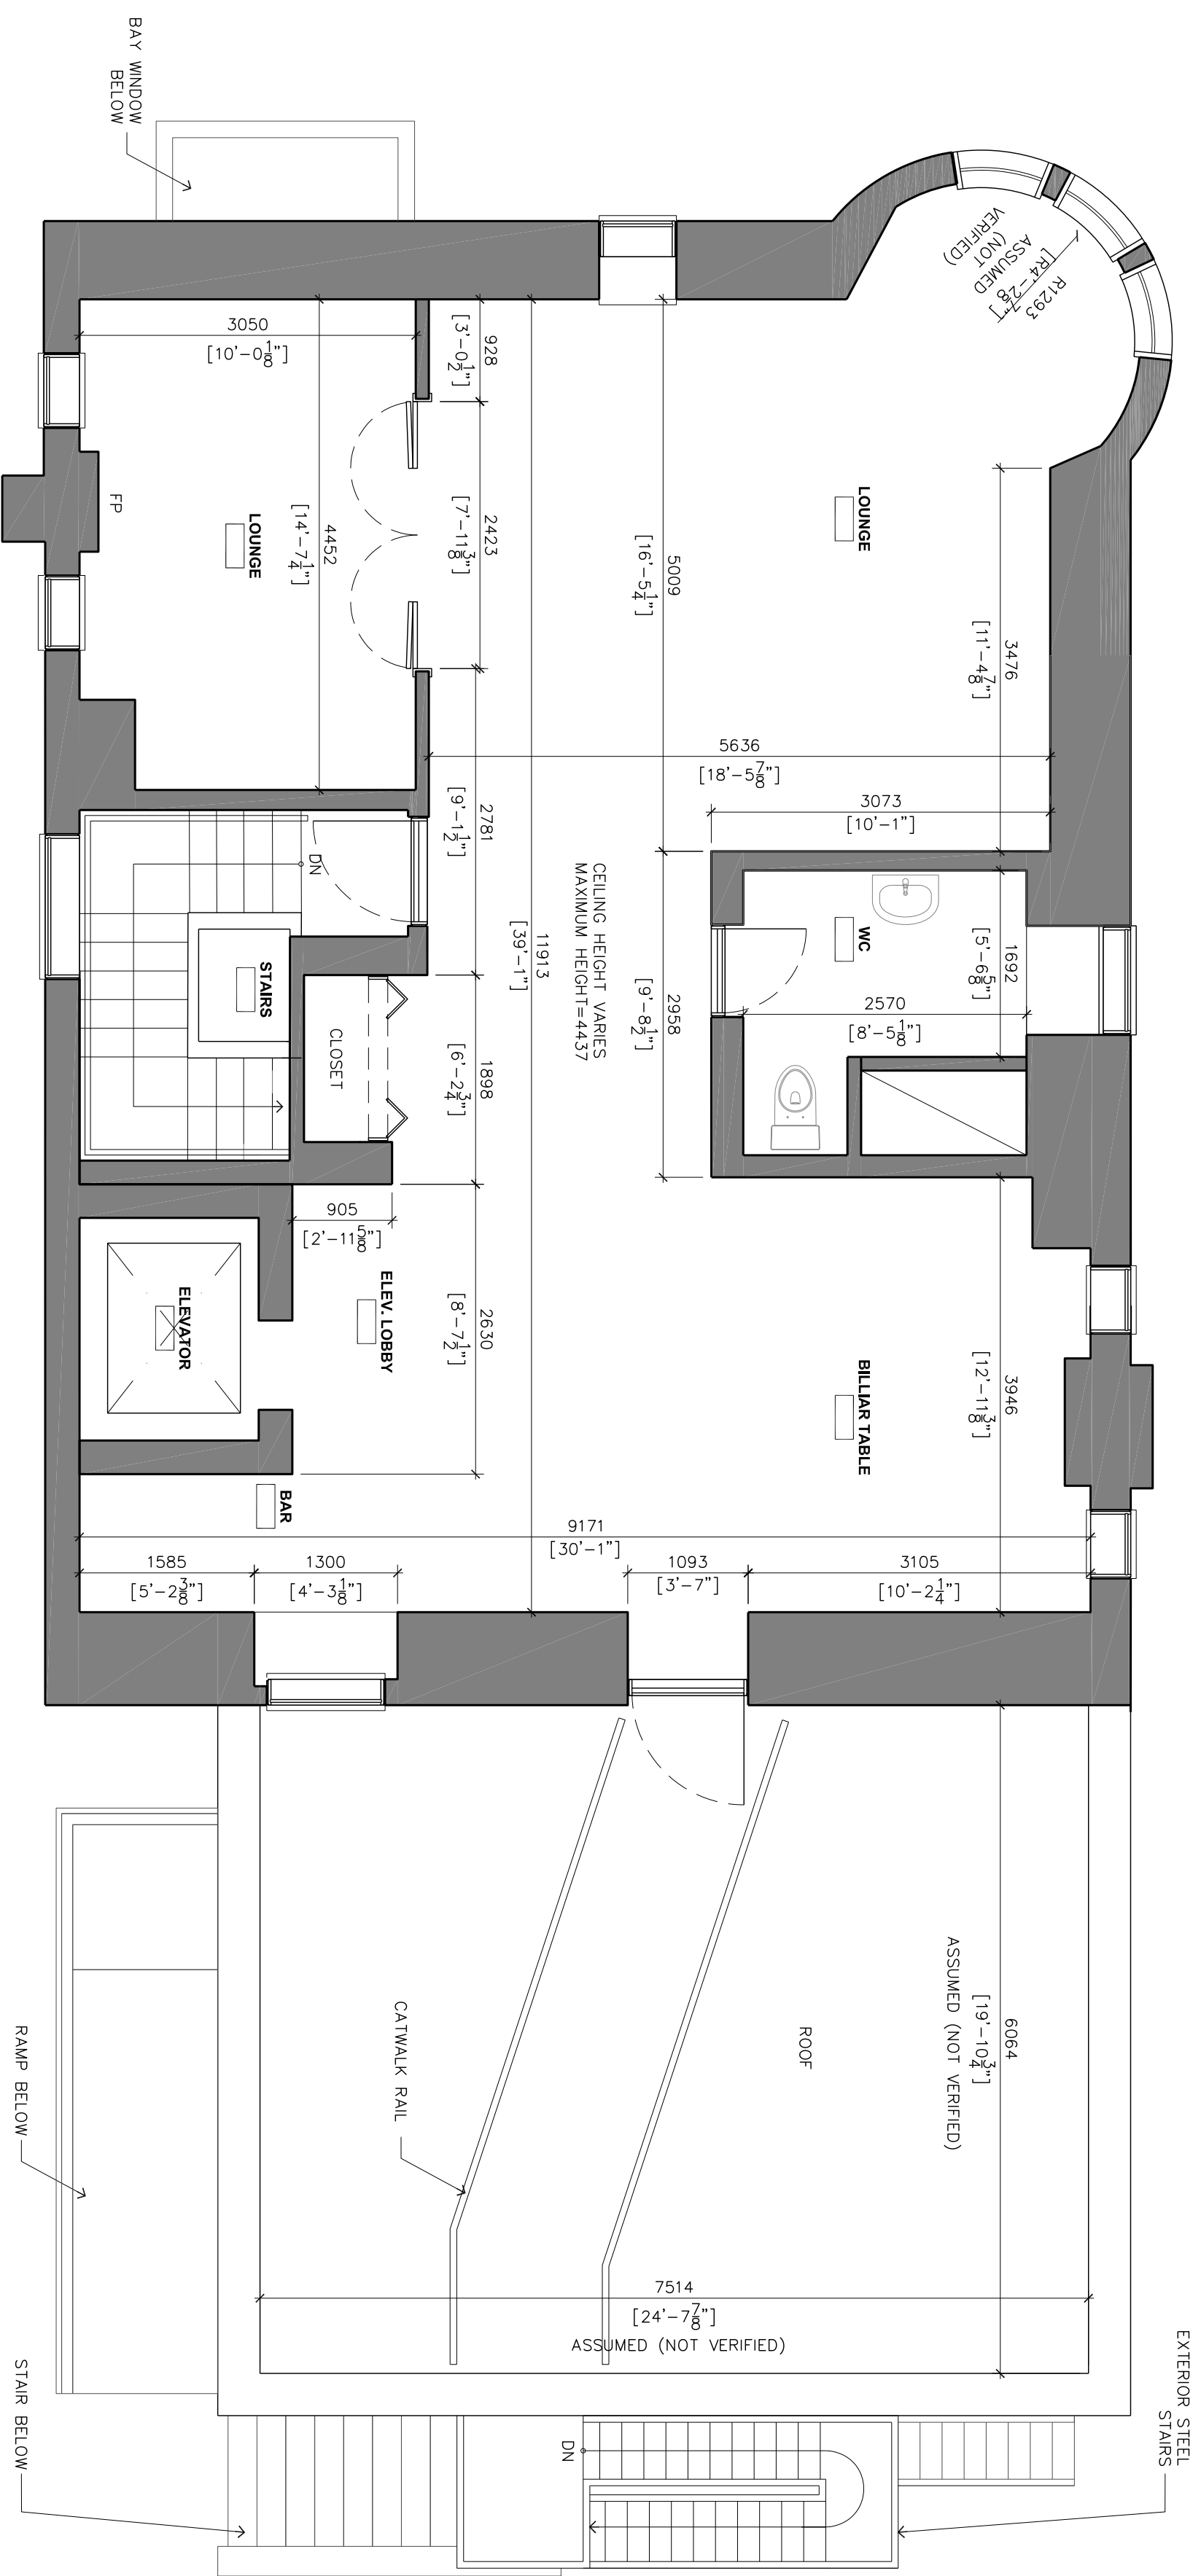 BAY WINDOW
BELOW
R1293
[R4'-2 7/8"]
ASSUMED
(NOT
VERIFIED)
3050
[10'-0 1/8"]
928
[3'-0 1/2"]
LOUNGE
3476
[11'-4 7/8"]
5009
[16'-5 1/4"]
2423
[7'-11 3/8"]
4452
[14'-7 1/4"]
LOUNGE
FP
5636
[18'-5 7/8"]
3073
[10'-1"]
2781
[9'-1 1/2"]
DN
STAIRS
CLOSET
CEILING HEIGHT VARIES
MAXIMUM HEIGHT=4437
11913
[39'-1"]
WC
1692
[5'-6 5/8"]
2570
[8'-5 1/8"]
2958
[9'-8 1/2"]
1898
[6'-2 3/4"]
905
[2'-11 5/8"]
ELEV. LOBBY
2630
[8'-7 1/2"]
ELEVATOR
BILLIAR TABLE
3946
[12'-11 3/8"]
BAR
9171
[30'-1"]
1585
[5'-2 3/8"]
1300
[4'-3 1/8"]
1093
[3'-7"]
3105
[10'-2 1/4"]
6064
[19'-10 3/4"]
ASSUMED (NOT VERIFIED)
ROOF
CATWALK RAIL
RAMP BELOW
7514
[24'-7 7/8"]
ASSUMED (NOT VERIFIED)
EXTERIOR STEEL
STAIRS
DN
STAIR BELOW